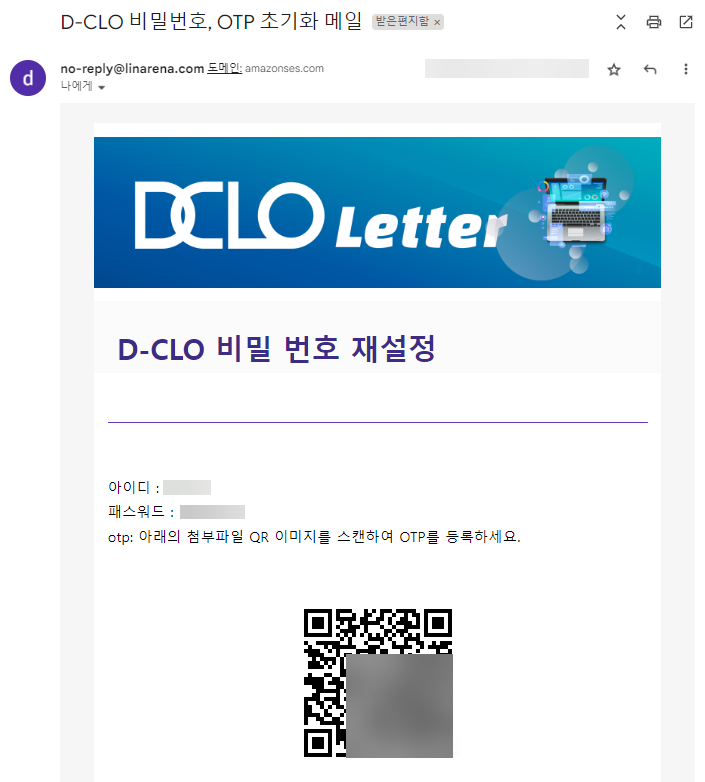 D-CLO 비밀번호, OTP 초기화 메일 받은편지함 ×
no-reply@linarena.com 도메인: amazonses.com
나에게
d
DCLO Letter
D-CLO 비밀 번호 재설정
아이디 :
패스워드 :
otp: 아래의 첨부파일 QR 이미지를 스캔하여 OTP를 등록하세요.